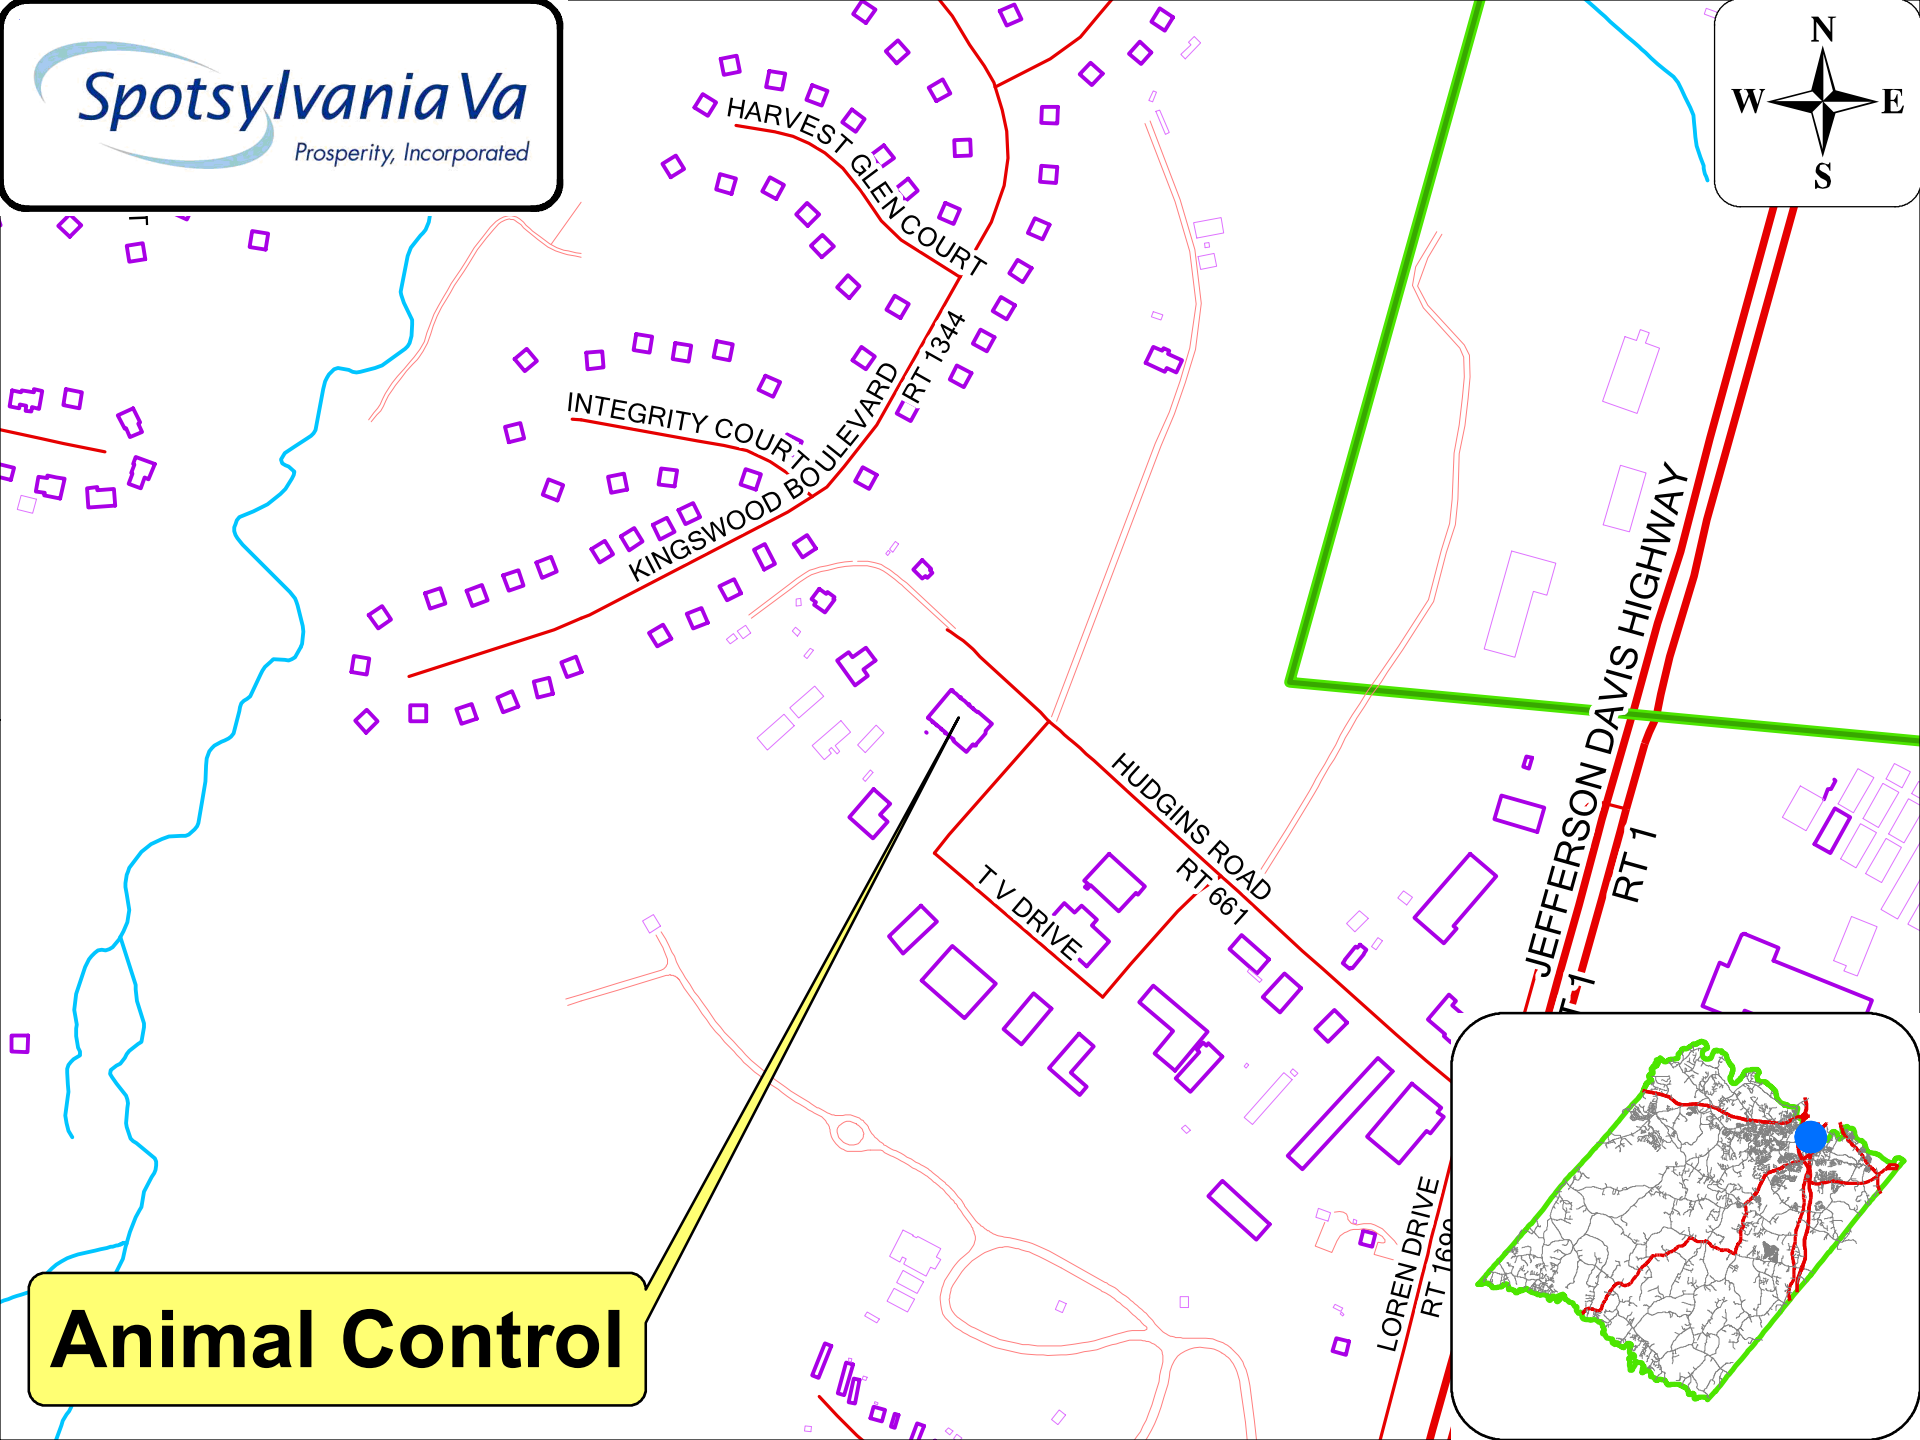 Spotsylvania Va
Prosperity, Incorporated
N
W E
S
HARVEST GLEN COURT
RT 1344
INTEGRITY COURT
KINGSWOOD BOULEVARD
JEFFERSON DAVIS HIGHWAY
RT 1
HUDGINS ROAD
RT 661
T V DRIVE
LOREN DRIVE
Animal Control